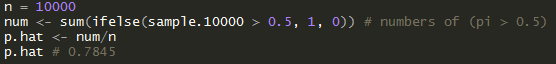 n = 10000
num <- sum(ifelse(sample.10000 > 0.5, 1, 0)) # numbers of (pi > 0.5)
p.hat <- num/n
p.hat # 0.7845